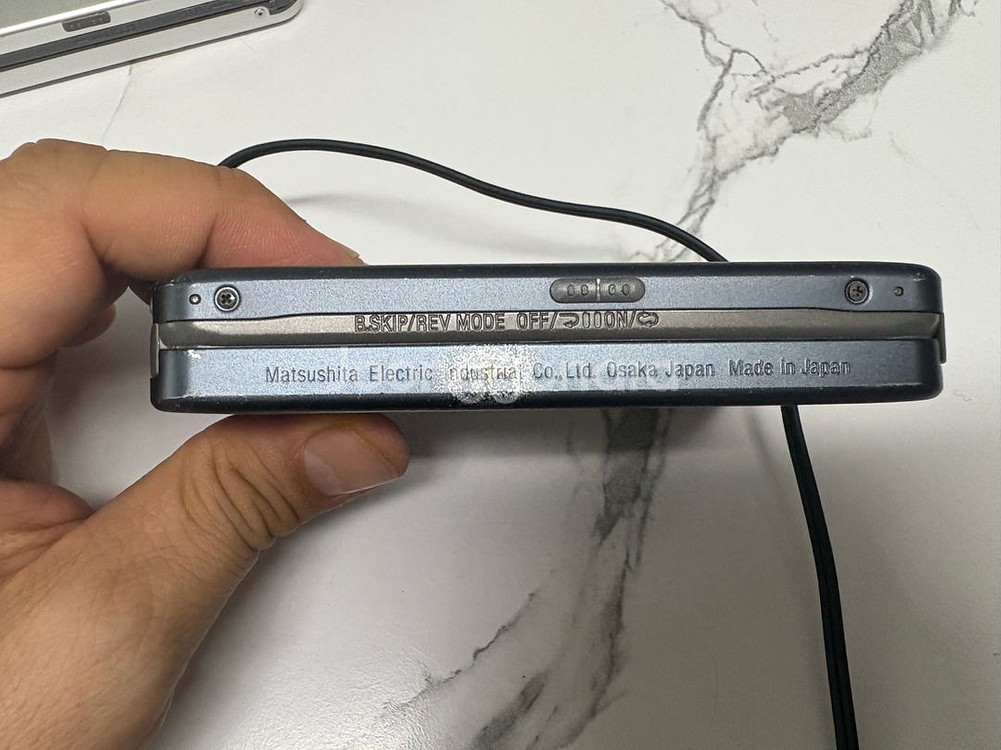 B.SKIP/REV MODE OFF/⊃▯▯ON/⊂⊃
Matsushita Electric Industrial Co.,Ltd. Osaka Japan Made in Japan